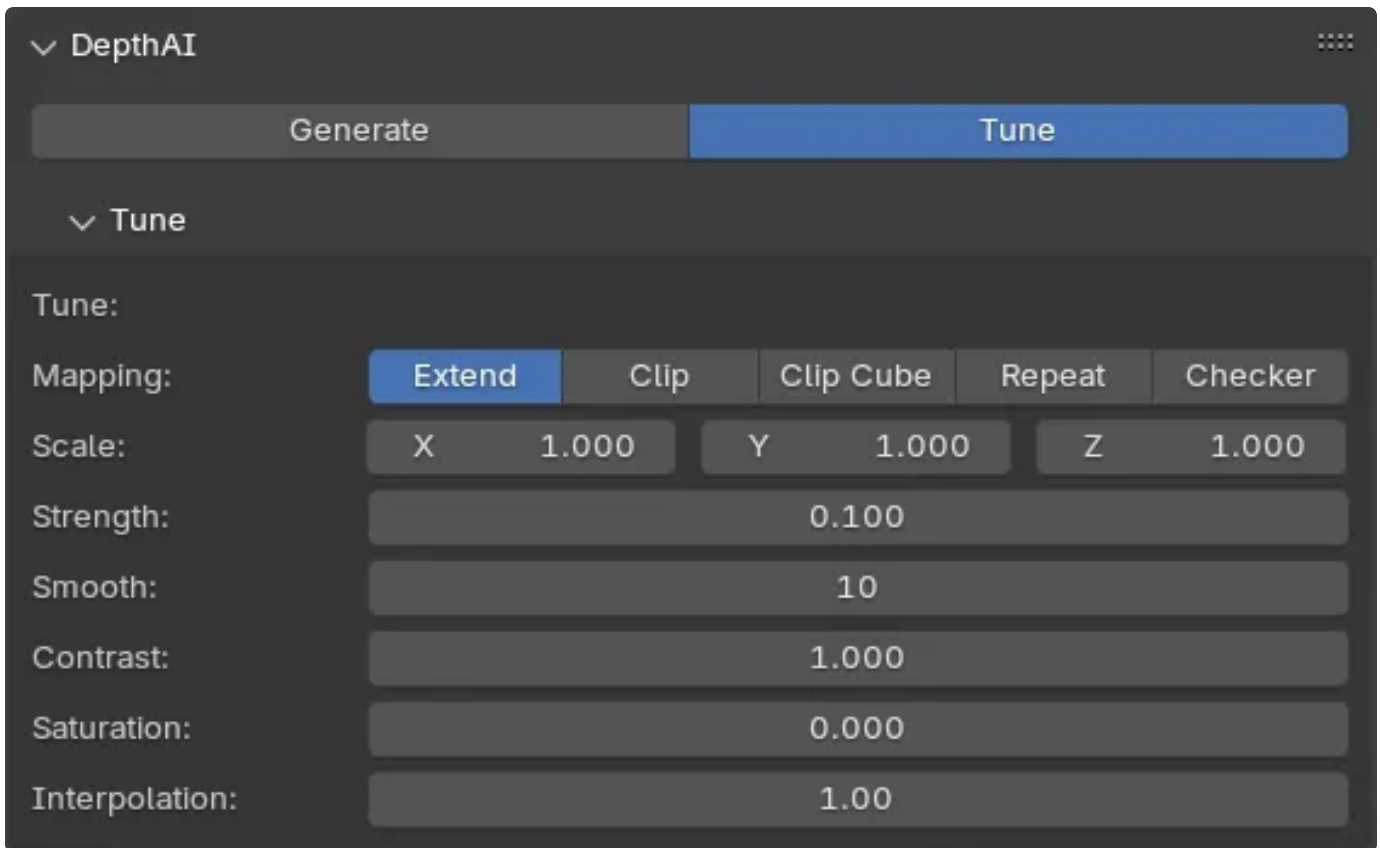 DepthAI
Generate Tune
Tune
Tune:
Mapping: Extend Clip Clip Cube Repeat Checker
Scale: X 1.000 Y 1.000 Z 1.000
Strength: 0.100
Smooth: 10
Contrast: 1.000
Saturation: 0.000
Interpolation: 1.00